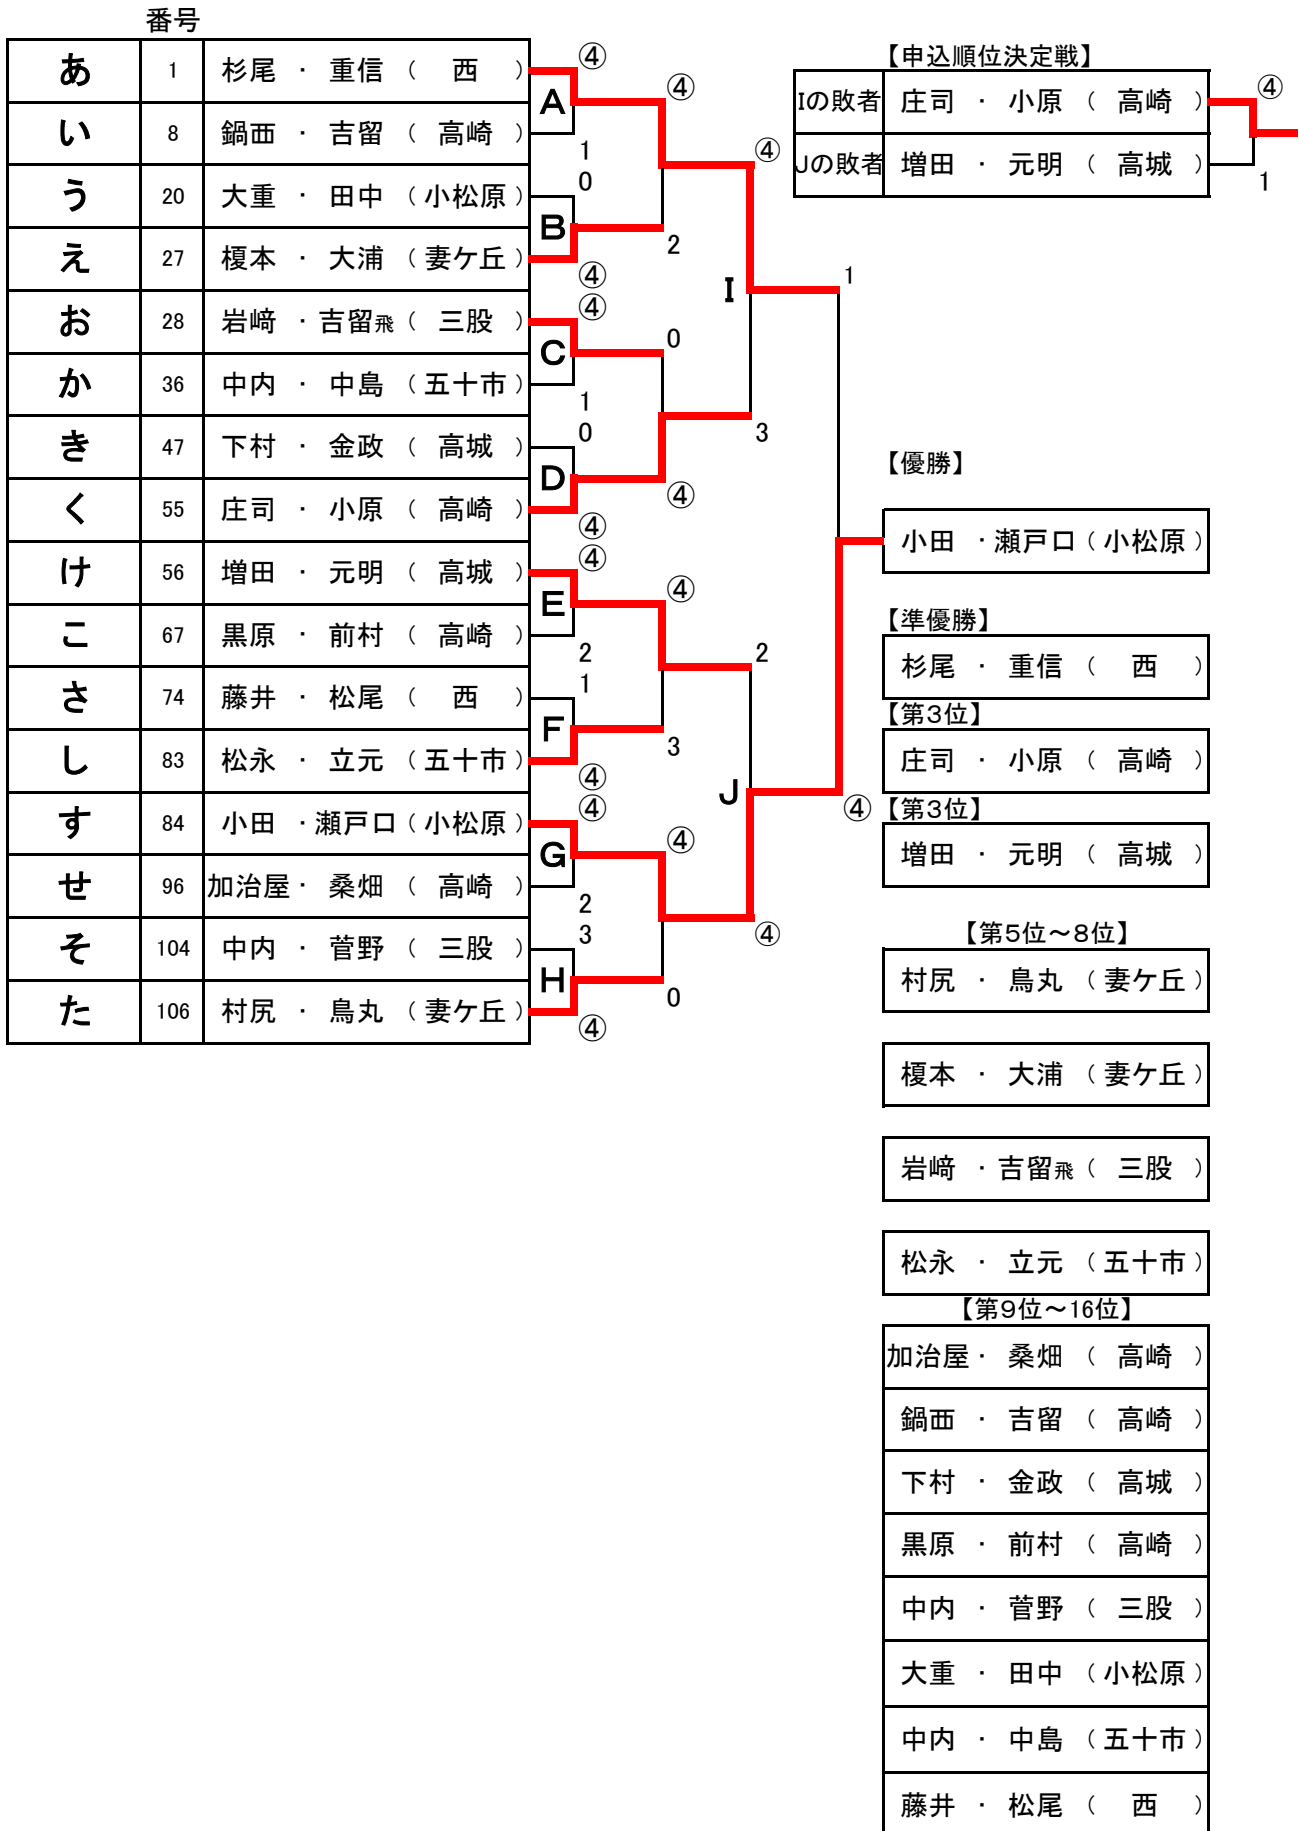 番号
あ 1 杉尾 ・ 重信 （ 西 ）
い 8 鍋西 ・ 吉留 （ 高崎 ）
う 20 大重 ・ 田中 （ 小松原 ）
え 27 榎本 ・ 大浦 （ 妻ケ丘 ）
お 28 岩﨑 ・ 吉留飛 （ 三股 ）
か 36 中内 ・ 中島 （ 五十市 ）
き 47 下村 ・ 金政 （ 高城 ）
く 55 庄司 ・ 小原 （ 高崎 ）
け 56 増田 ・ 元明 （ 高城 ）
こ 67 黒原 ・ 前村 （ 高崎 ）
さ 74 藤井 ・ 松尾 （ 西 ）
し 83 松永 ・ 立元 （ 五十市 ）
す 84 小田 ・ 瀬戸口 （ 小松原 ）
せ 96 加治屋 ・ 桑畑 （ 高崎 ）
そ 104 中内 ・ 菅野 （ 三股 ）
た 106 村尻 ・ 鳥丸 （ 妻ケ丘 ）
④
A
1
0
B
④
④
C
1
0
D
④
④
E
2
1
F
④
④
G
2
3
H
④
④
2
0
④
④
3
④
0
④
I
3
2
J
④
1
④
【申込順位決定戦】
Iの敗者 庄司 ・ 小原 （ 高崎 ） ④
Jの敗者 増田 ・ 元明 （ 高城 ） 1
【優勝】
小田 ・ 瀬戸口 （ 小松原 ）
【準優勝】
杉尾 ・ 重信 （ 西 ）
【第3位】
庄司 ・ 小原 （ 高崎 ）
【第3位】
増田 ・ 元明 （ 高城 ）
【第5位～8位】
村尻 ・ 鳥丸 （ 妻ケ丘 ）
榎本 ・ 大浦 （ 妻ケ丘 ）
岩﨑 ・ 吉留飛 （ 三股 ）
松永 ・ 立元 （ 五十市 ）
【第9位～16位】
加治屋 ・ 桑畑 （ 高崎 ）
鍋西 ・ 吉留 （ 高崎 ）
下村 ・ 金政 （ 高城 ）
黒原 ・ 前村 （ 高崎 ）
中内 ・ 菅野 （ 三股 ）
大重 ・ 田中 （ 小松原 ）
中内 ・ 中島 （ 五十市 ）
藤井 ・ 松尾 （ 西 ）